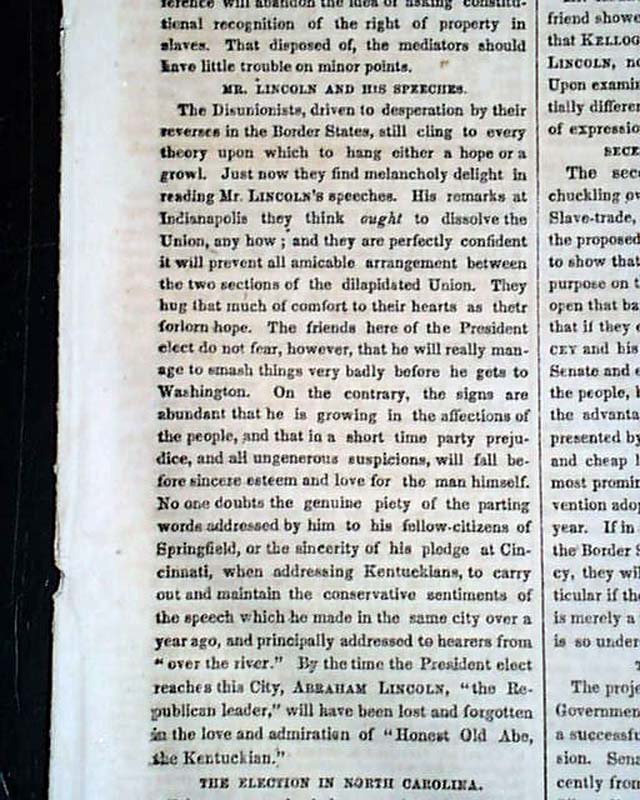 ference will abandon the idea of asking constitu-
tional recognition of the right of property in
slaves. That disposed of, the mediators should
have little trouble on minor points.
MR. LINCOLN AND HIS SPEECHES.
The Disunionists, driven to desperation by their
reverses in the Border States, still cling to every
theory upon which to hang either a hope or a
growl. Just now they find melancholy delight in
reading Mr. LINCOLN'S speeches. His remarks at
Indianapolis they think ought to dissolve the
Union, any how; and they are perfectly confident
it will prevent all amicable arrangement between
the two sections of the dilapidated Union. They
hug that much of comfort to their hearts as thetr
forlorn hope. The friends here of the President
elect do not fear, however, that he will really man-
age to smash things very badly before he gets to
Washington. On the contrary, the signs are
abundant that he is growing in the affections of
the people, and that in a short time party preju-
dice, and all ungenerous suspicions, will fall be-
fore sincere esteem and love for the man himself.
No one doubts the genuine piety of the parting
words addressed by him to his fellow-citizens of
Springfield, or the sincerity of his pledge at Cin-
cinnati, when addressing Kentuckians, to carry
out and maintain the conservative sentiments of
the speech which he made in the same city over a
year ago, and principally addressed to hearers from
"over the river." By the time the President elect
reaches this City, ABRAHAM LINCOLN, "the Re-
publican leader," will have been lost and forgotten
in the love and admiration of "Honest Old Abe,
the Kentuckian."
THE ELECTION IN NORTH CAROLINA.
friend showe
that KELLOG
LINCOLN, no
Upon examin
tially differen
of expressio
SECE
The sece
chuckling ov
Slave-trade,
the proposed
to show that
purpose on t
open that ba
that if they c
CEY and his
Senate and e
the people, b
the advanta
presented by
and cheap l
most promin
vention adop
year. If in
the Border S
cy, they wil
ticular if the
is merely a
is so under
The proje
Government
a successfu
sion. Sena
cently from